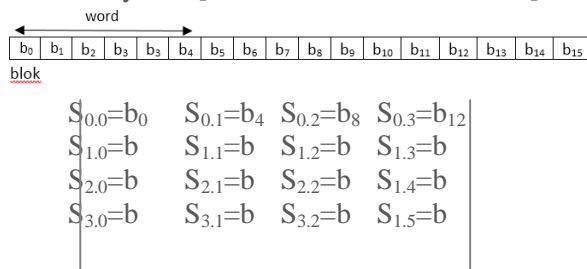 word
b₀ b₁ b₂ b₃ b₃ b₄ b₅ b₆ b₇ b₈ b₉ b₁₀ b₁₁ b₁₂ b₁₃ b₁₄ b₁₅
blok
S₀.₀=b₀ S₀.₁=b₄ S₀.₂=b₈ S₀.₃=b₁₂
S₁.₀=b S₁.₁=b S₁.₂=b S₁.₃=b
S₂.₀=b S₂.₁=b S₂.₂=b S₁.₄=b
S₃.₀=b S₃.₁=b S₃.₂=b S₁.₅=b